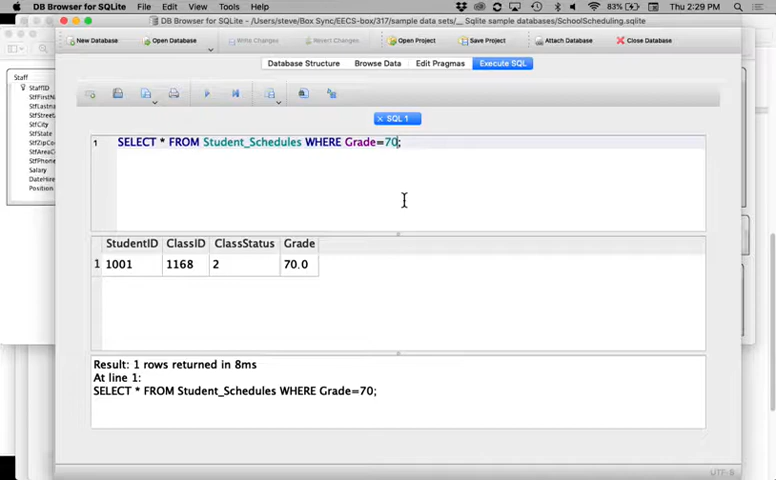 DB Browser for SQLite File Edit View Tools Help 83% Thu 2:29 PM
DB Browser for SQLite - /Users/steve/Box Sync/EECS-box/317/sample data sets/__ Sqlite sample databases/SchoolScheduling.sqlite
New Database Open Database Write Changes Revert Changes Open Project Save Project Attach Database Close Database
Database Structure Browse Data Edit Pragmas Execute SQL
Staff
StaffID
StfFirstNa
StfLastna
StfStreet
StfCity
StfState
StfZipCo
StfAreaC
StfPhone
Salary
DateHire
Position
SQL 1
1 SELECT * FROM Student_Schedules WHERE Grade=70;
StudentID ClassID ClassStatus Grade
1 1001 1168 2 70.0
Result: 1 rows returned in 8ms
At line 1:
SELECT * FROM Student_Schedules WHERE Grade=70;
UTF-8